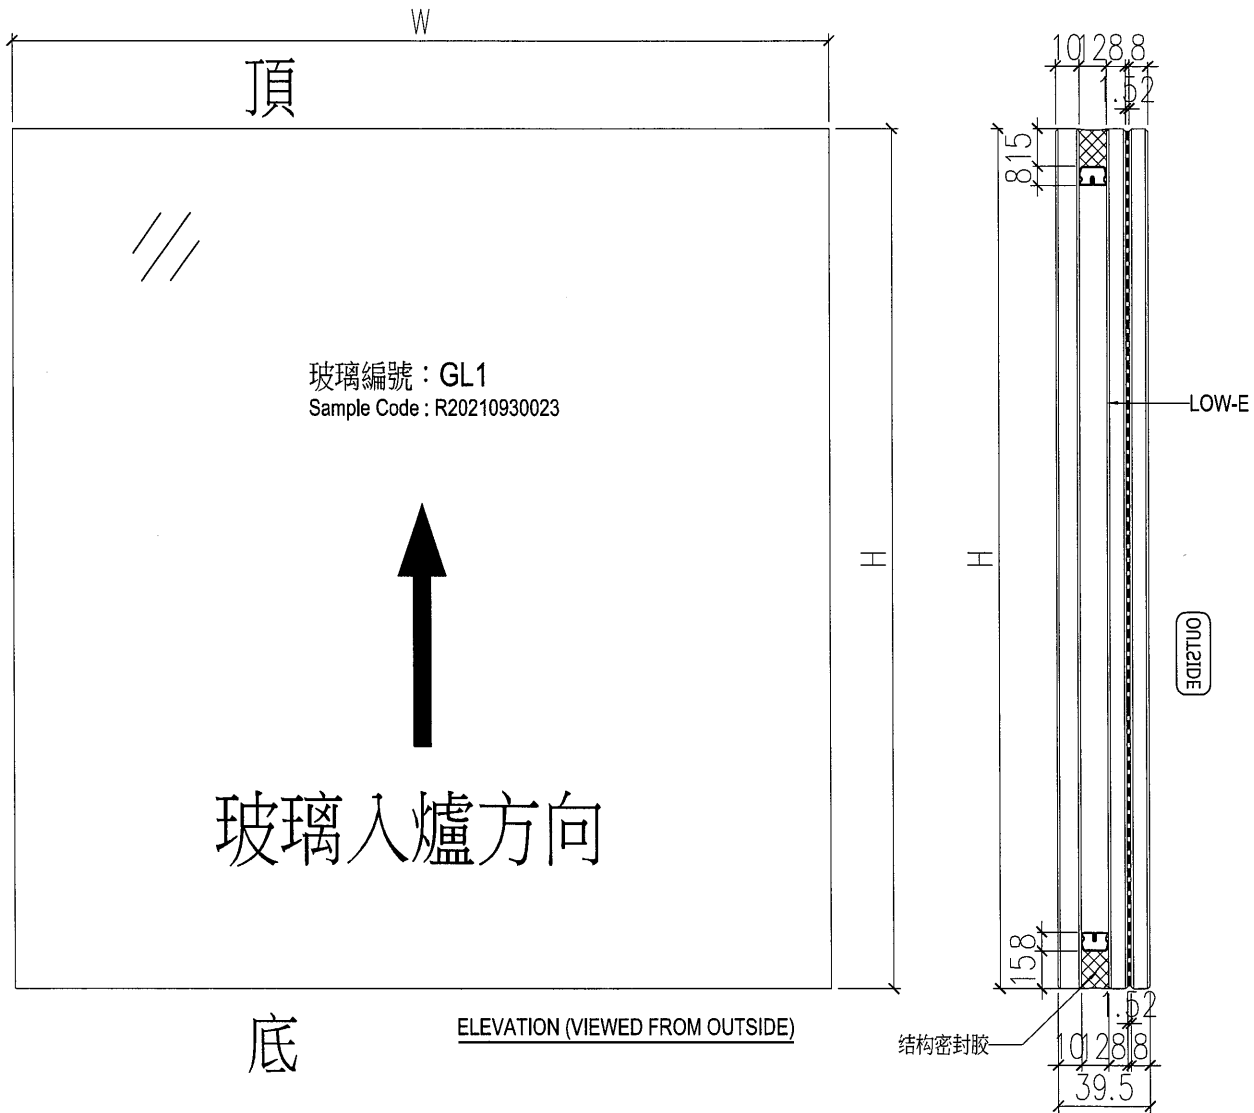 W
頂
10 12 8 8
1.52
15
8
玻璃編號：GL1
Sample Code : R20210930023
LOW-E
H
H
OUTSIDE
玻璃入爐方向
8
15
底
ELEVATION (VIEWED FROM OUTSIDE)
结构密封胶
1.52
10 12 8 8
39.5